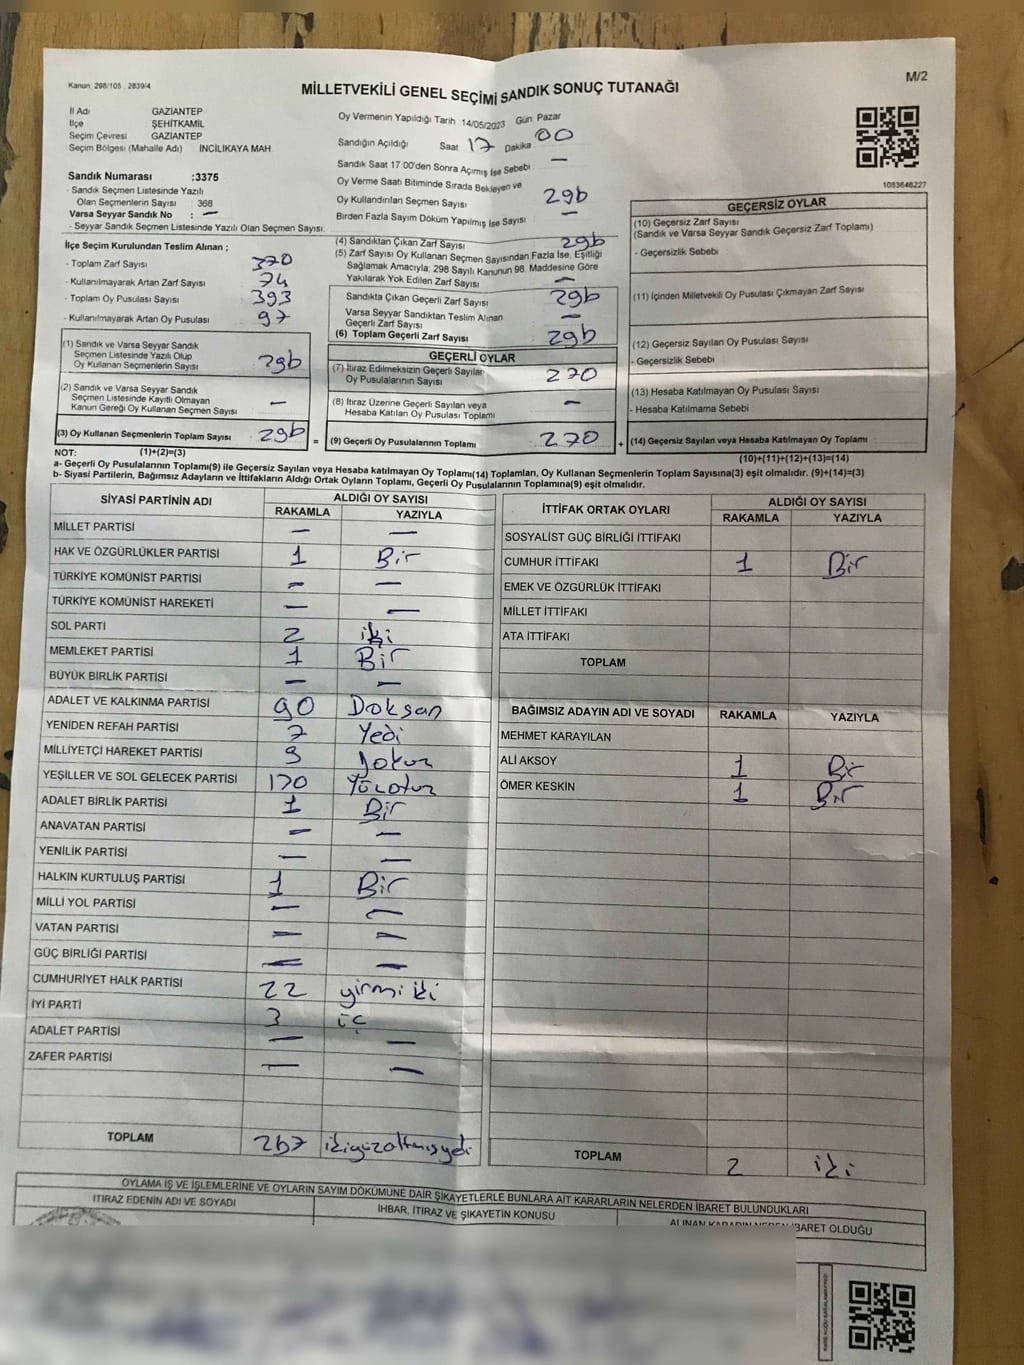 Kanun: 298/105 2839/4
MİLLETVEKİLİ GENEL SEÇİMİ SANDIK SONUÇ TUTANAĞI
M/2
İl Adı GAZİANTEP
İlçe ŞEHİTKAMİL
Seçim Çevresi GAZİANTEP
Seçim Bölgesi (Mahalle Adı) İNCİLİKAYA MAH.
Sandık Numarası :3375
- Sandık Seçmen Listesinde Yazılı
Olan Seçmenlerin Sayısı 368
Varsa Seyyar Sandık No : —
- Seyyar Sandık Seçmen Listesinde Yazılı Olan Seçmen Sayısı:
İlçe Seçim Kurulundan Teslim Alınan ;
- Toplam Zarf Sayısı 370
- Kullanılmayarak Artan Zarf Sayısı 74
- Toplam Oy Pusulası Sayısı 393
- Kullanılmayarak Artan Oy Pusulası 97
(1) Sandık ve Varsa Seyyar Sandık
Seçmen Listesinde Yazılı Olup
Oy Kullanan Seçmenlerin Sayısı 296
(2) Sandık ve Varsa Seyyar Sandık
Seçmen Listesinde Kayıtlı Olmayan
Kanun Gereği Oy Kullanan Seçmen Sayısı —
(3) Oy Kullanan Seçmenlerin Toplam Sayısı 296 =
Oy Vermenin Yapıldığı Tarih 14/05/2023 Gün Pazar
Sandığın Açıldığı Saat 17 Dakika 00
Sandık Saat 17:00'den Sonra Açımış İse Sebebi —
Oy Verme Saati Bitiminde Sırada Bekleyen ve
Oy Kullandırılan Seçmen Sayısı 296
Birden Fazla Sayım Döküm Yapılmış İse Sayısı —
(4) Sandıktan Çıkan Zarf Sayısı 296
(5) Zarf Sayısı Oy Kullanan Seçmen Sayısından Fazla İse, Eşitliği
Sağlamak Amacıyla, 298 Sayılı Kanunun 98. Maddesine Göre
Yakılarak Yok Edilen Zarf Sayısı —
Sandıkta Çıkan Geçerli Zarf Sayısı 296
Varsa Seyyar Sandıktan Teslim Alınan
Geçerli Zarf Sayısı —
(6) Toplam Geçerli Zarf Sayısı 296
GEÇERLİ OYLAR
(7) İtiraz Edilmeksizin Geçerli Sayılan
Oy Pusulalarının Sayısı 270
(8) İtiraz Üzerine Geçerli Sayılan veya
Hesaba Katılan Oy Pusulası Toplamı —
(9) Geçerli Oy Pusulalarının Toplamı 270 +
1083646227
GEÇERSİZ OYLAR
(10) Geçersiz Zarf Sayısı
(Sandık ve Varsa Seyyar Sandık Geçersiz Zarf Toplamı)
- Geçersizlik Sebebi
(11) İçinden Milletvekili Oy Pusulası Çıkmayan Zarf Sayısı
(12) Geçersiz Sayılan Oy Pusulası Sayısı
- Geçersizlik Sebebi
(13) Hesaba Katılmayan Oy Pusulası Sayısı
- Hesaba Katılmama Sebebi
(14) Geçersiz Sayılan veya Hesaba Katılmayan Oy Toplamı
NOT: (1)+(2)=(3) (10)+(11)+(12)+(13)=(14)
a- Geçerli Oy Pusulalarının Toplamı(9) ile Geçersiz Sayılan veya Hesaba katılmayan Oy Toplamı(14) Toplamları, Oy Kullanan Seçmenlerin Toplam Sayısına(3) eşit olmalıdır. (9)+(14)=(3)
b- Siyasi Partilerin, Bağımsız Adayların ve İttifakların Aldığı Ortak Oyların Toplamı, Geçerli Oy Pusulalarının Toplamına(9) eşit olmalıdır.
SİYASİ PARTİNİN ADI ALDIĞI OY SAYISI
RAKAMLA YAZIYLA
MİLLET PARTİSİ — —
HAK VE ÖZGÜRLÜKLER PARTİSİ 1 Bir
TÜRKİYE KOMÜNİST PARTİSİ — —
TÜRKİYE KOMÜNİST HAREKETİ — —
SOL PARTİ 2 iki
MEMLEKET PARTİSİ 1 Bir
BÜYÜK BİRLİK PARTİSİ — —
ADALET VE KALKINMA PARTİSİ 90 Doksan
YENİDEN REFAH PARTİSİ 7 Yedi
MİLLİYETÇİ HAREKET PARTİSİ 9 Dokuz
YEŞİLLER VE SOL GELECEK PARTİSİ 130 Yüzotuz
ADALET BİRLİK PARTİSİ 1 Bir
ANAVATAN PARTİSİ — —
YENİLİK PARTİSİ — —
HALKIN KURTULUŞ PARTİSİ 1 Bir
MİLLİ YOL PARTİSİ — —
VATAN PARTİSİ — —
GÜÇ BİRLİĞİ PARTİSİ — —
CUMHURİYET HALK PARTİSİ 22 yirmi iki
İYİ PARTİ 3 üç
ADALET PARTİSİ — —
ZAFER PARTİSİ — —
TOPLAM 267 ikiyüzaltmışyedi
İTTİFAK ORTAK OYLARI ALDIĞI OY SAYISI
RAKAMLA YAZIYLA
SOSYALİST GÜÇ BİRLİĞİ İTTİFAKI
CUMHUR İTTİFAKI 1 Bir
EMEK VE ÖZGÜRLÜK İTTİFAKI
MİLLET İTTİFAKI
ATA İTTİFAKI
TOPLAM
BAĞIMSIZ ADAYIN ADI VE SOYADI RAKAMLA YAZIYLA
MEHMET KARAYILAN
ALİ AKSOY 1 Bir
ÖMER KESKİN 1 Bir
TOPLAM 2 iki
OYLAMA İŞ VE İŞLEMLERİNE VE OYLARIN SAYIM DÖKÜMÜNE DAİR ŞİKAYETLERLE BUNLARA AİT KARARLARIN NELERDEN İBARET BULUNDUKLARI
İTİRAZ EDENİN ADI VE SOYADI İHBAR, İTİRAZ VE ŞİKAYETİN KONUSU ALINAN KARARIN NEDEN İBARET OLDUĞU